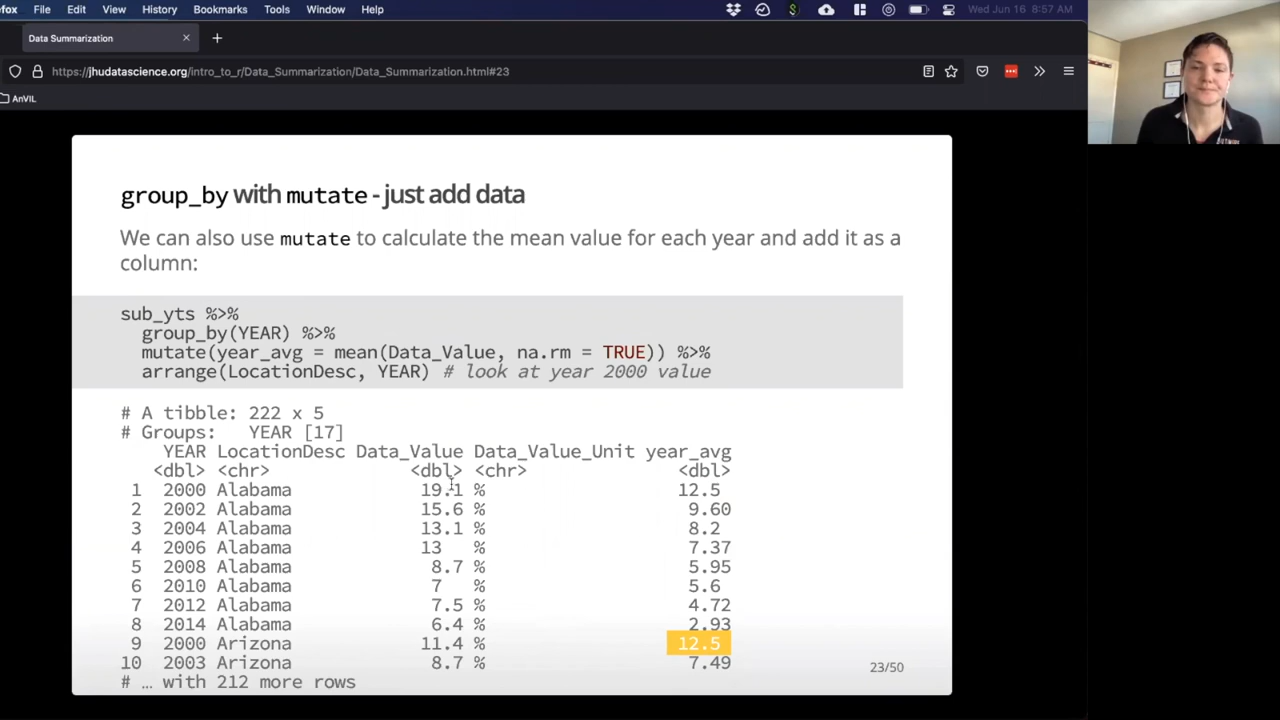 fox File Edit View History Bookmarks Tools Window Help Wed Jun 16 8:57 AM
Data Summarization
https://jhudatascience.org/intro_to_r/Data_Summarization/Data_Summarization.html#23
AnVIL
group_by with mutate - just add data
We can also use mutate to calculate the mean value for each year and add it as a
column:
sub_yts %>%
group_by(YEAR) %>%
mutate(year_avg = mean(Data_Value, na.rm = TRUE)) %>%
arrange(LocationDesc, YEAR) # look at year 2000 value
# A tibble: 222 x 5
# Groups: YEAR [17]
YEAR LocationDesc Data_Value Data_Value_Unit year_avg
<dbl> <chr> <dbl> <chr> <dbl>
1 2000 Alabama 19.1 % 12.5
2 2002 Alabama 15.6 % 9.60
3 2004 Alabama 13.1 % 8.2
4 2006 Alabama 13 % 7.37
5 2008 Alabama 8.7 % 5.95
6 2010 Alabama 7 % 5.6
7 2012 Alabama 7.5 % 4.72
8 2014 Alabama 6.4 % 2.93
9 2000 Arizona 11.4 % 12.5
10 2003 Arizona 8.7 % 7.49
# … with 212 more rows
23/50